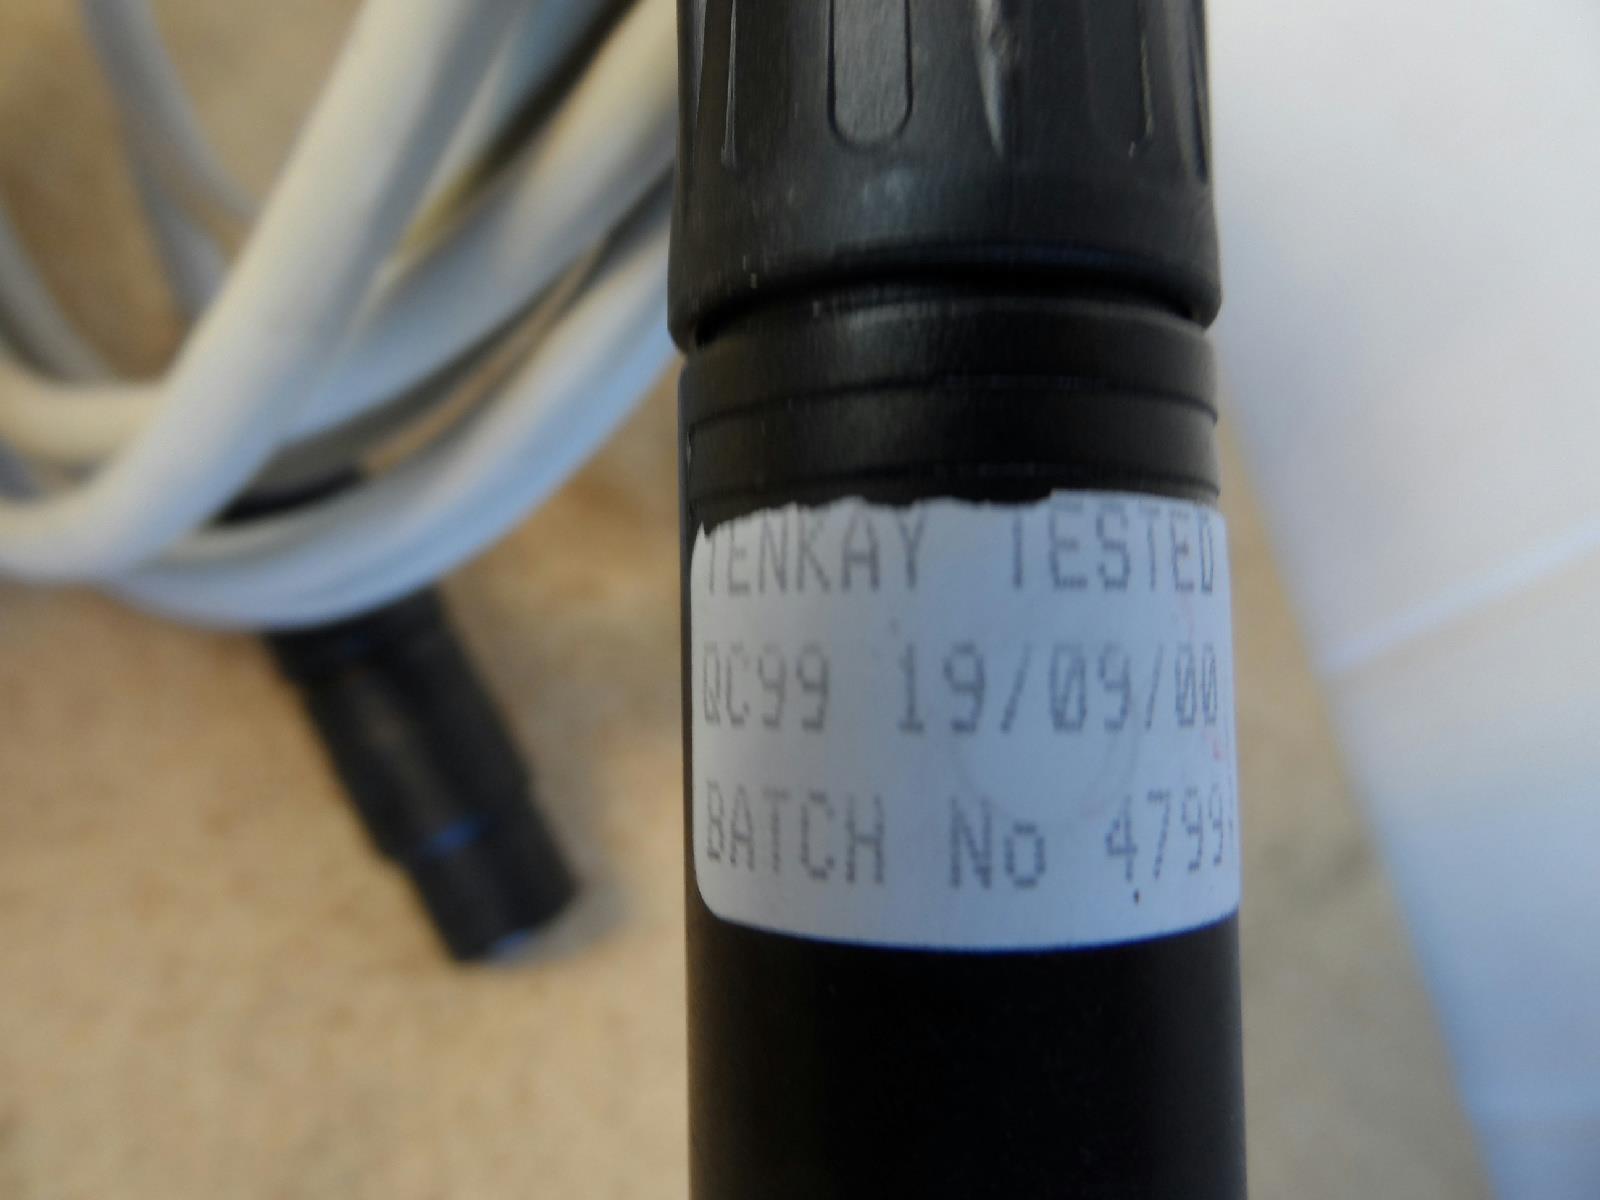 TENKAY TESTED
QC99 19/09/00
BATCH No 4799